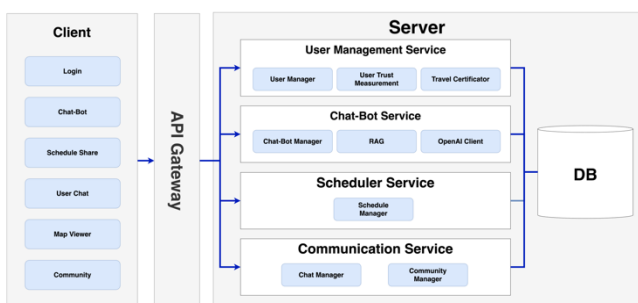 Client
Login
Chat-Bot
Schedule Share
User Chat
Map Viewer
Community
API Gateway
Server
User Management Service
User Manager
User Trust
Measurement
Travel Certificator
Chat-Bot Service
Chat-Bot Manager
RAG
OpenAI Client
Scheduler Service
Schedule
Manager
Communication Service
Chat Manager
Community
Manager
DB